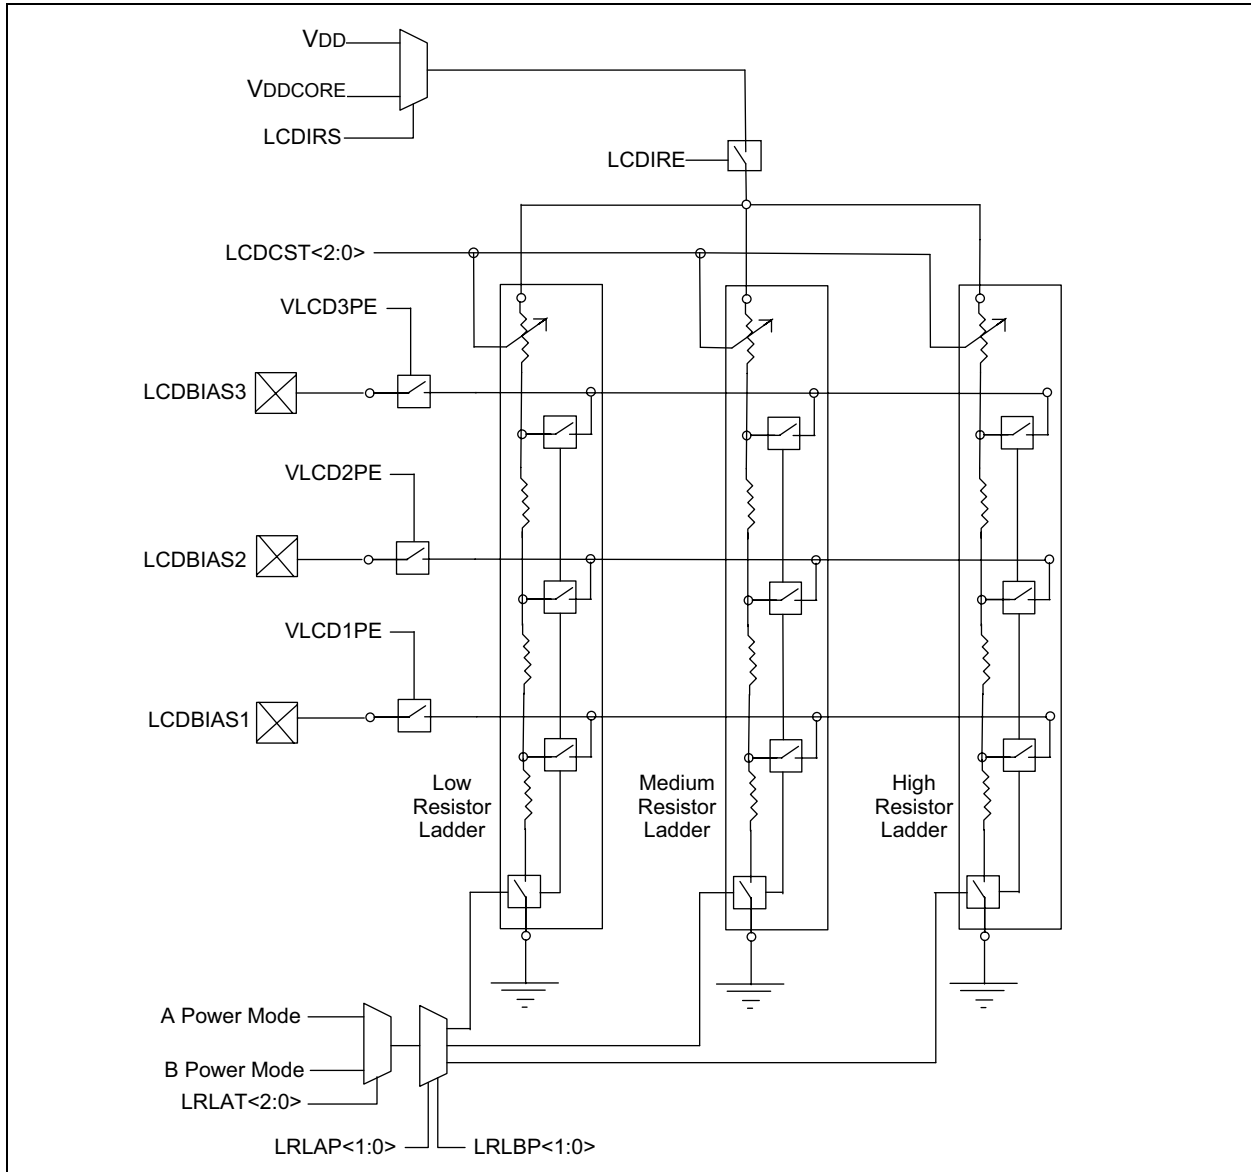 VDD
VDDCORE
LCDIRS
LCDIRE
LCDCST<2:0>
VLCD3PE
LCDBIAS3
VLCD2PE
LCDBIAS2
VLCD1PE
LCDBIAS1
Low
Resistor
Ladder
Medium
Resistor
Ladder
High
Resistor
Ladder
A Power Mode
B Power Mode
LRLAT<2:0>
LRLAP<1:0>
LRLBP<1:0>